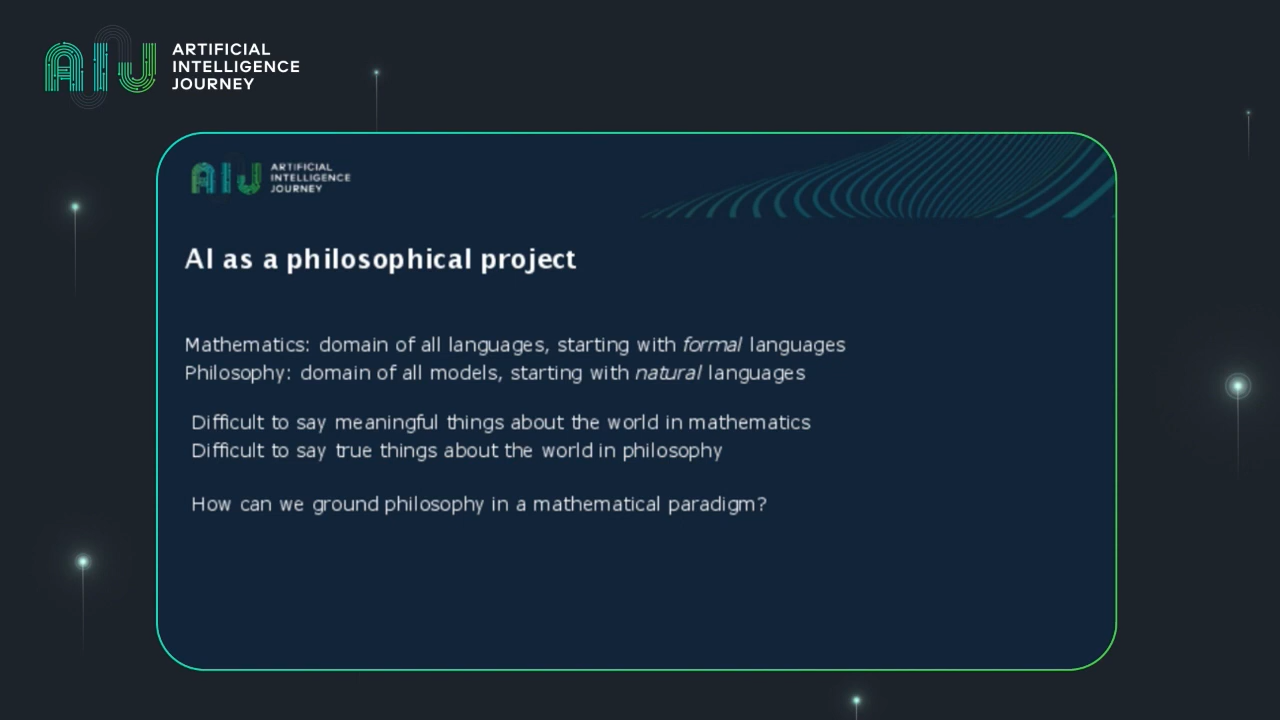 ARTIFICIAL
INTELLIGENCE
JOURNEY
ARTIFICIAL
INTELLIGENCE
JOURNEY
AI as a philosophical project
Mathematics: domain of all languages, starting with formal languages
Philosophy: domain of all models, starting with natural languages
Difficult to say meaningful things about the world in mathematics
Difficult to say true things about the world in philosophy
How can we ground philosophy in a mathematical paradigm?